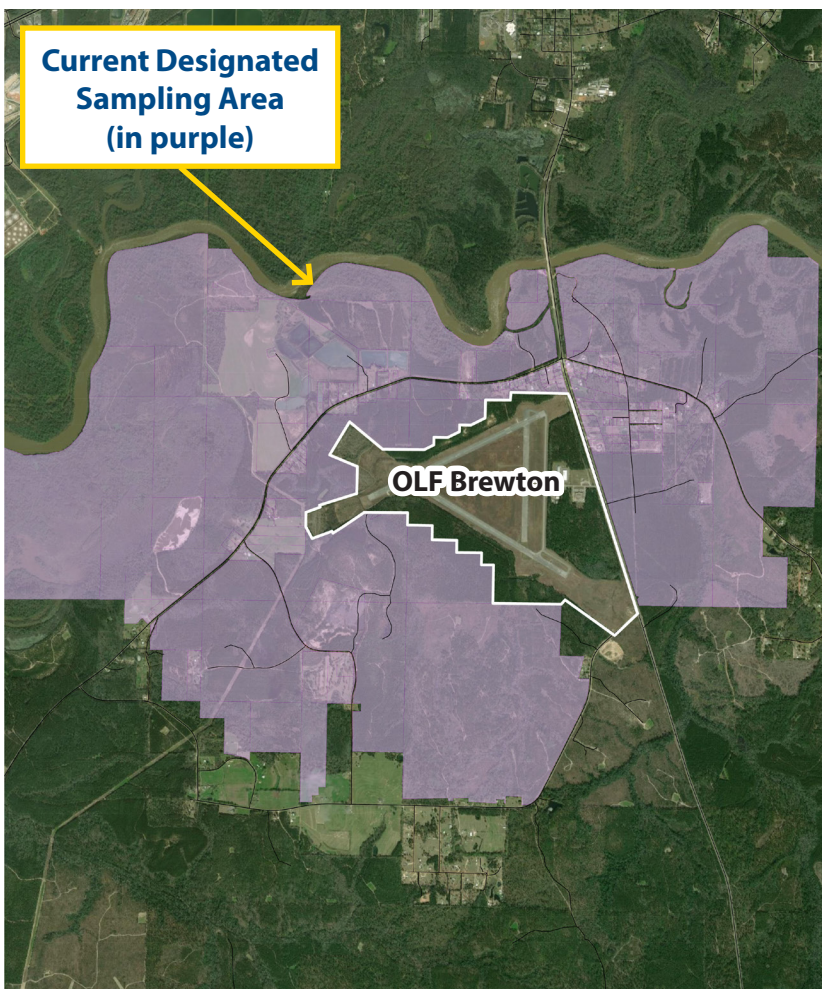 Current Designated
Sampling Area
(in purple)
OLF Brewton